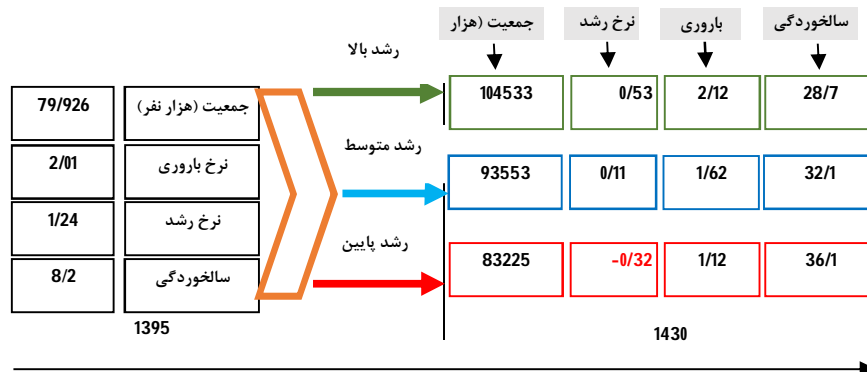 جمعیت (هزار نرخ رشد باروری سالخوردگی
رشد بالا
104533 0/53 2/12 28/7
79/926 جمعیت (هزار نفر)
رشد متوسط
2/01 نرخ باروری
93553 0/11 1/62 32/1
1/24 نرخ رشد
رشد پایین
83225 -0/32 1/12 36/1
8/2 سالخوردگی
1395 1430